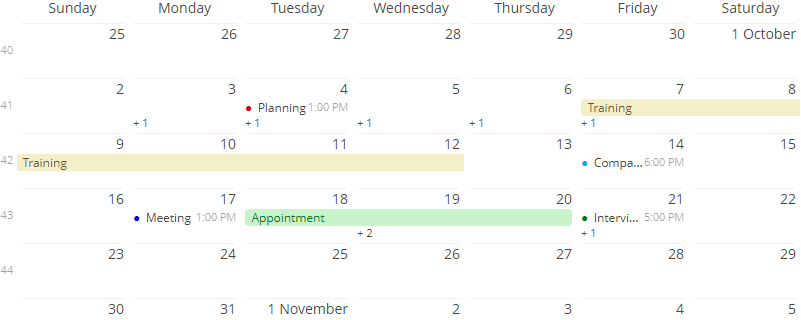 Sunday Monday Tuesday Wednesday Thursday Friday Saturday
25 26 27 28 29 30 1 October
40
2 3 4 5 6 7 8
41 Planning 1:00 PM Training
+ 1 + 1 + 1 + 1 + 1
9 10 11 12 13 14 15
42 Training Compa... 6:00 PM
16 17 18 19 20 21 22
43 Meeting 1:00 PM Appointment Intervi... 5:00 PM
+ 2 + 1
23 24 25 26 27 28 29
44
30 31 1 November 2 3 4 5